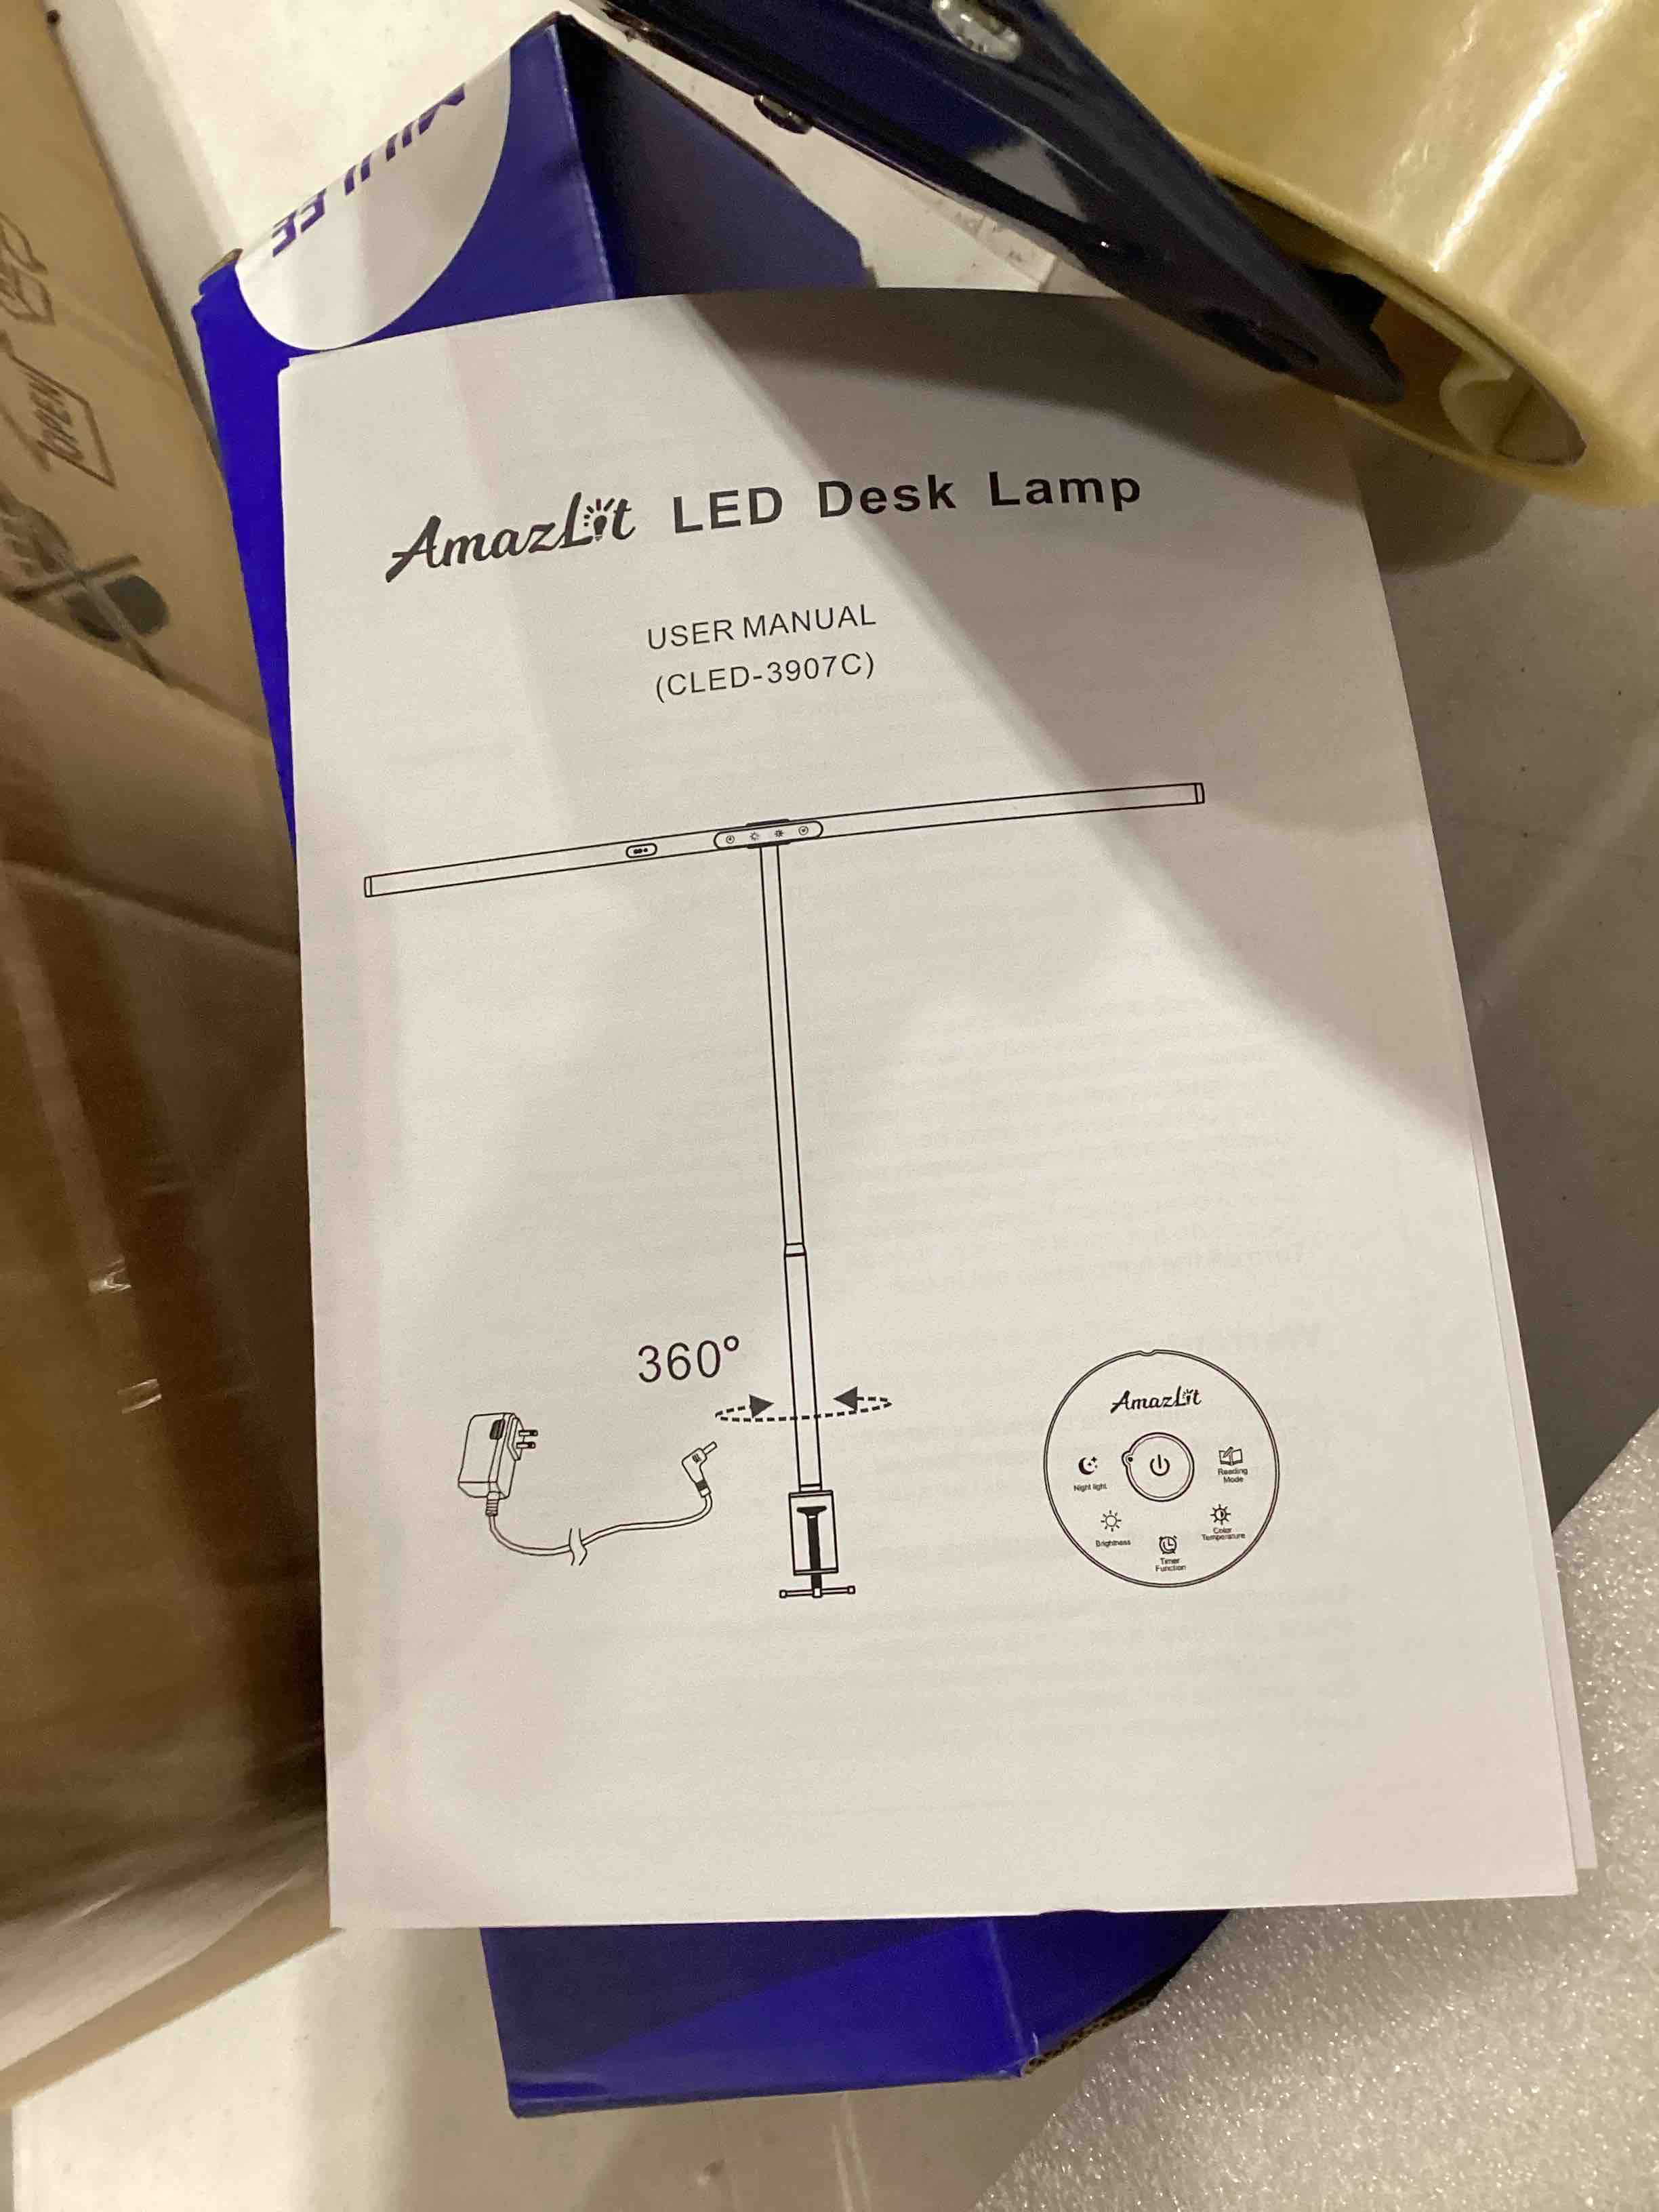 AmazLit LED Desk Lamp
USER MANUAL
(CLED-3907C)
360°
AmazLit
Night light
Reading
Mode
Brightness
Color
Temperature
Timer
Function
OPEN